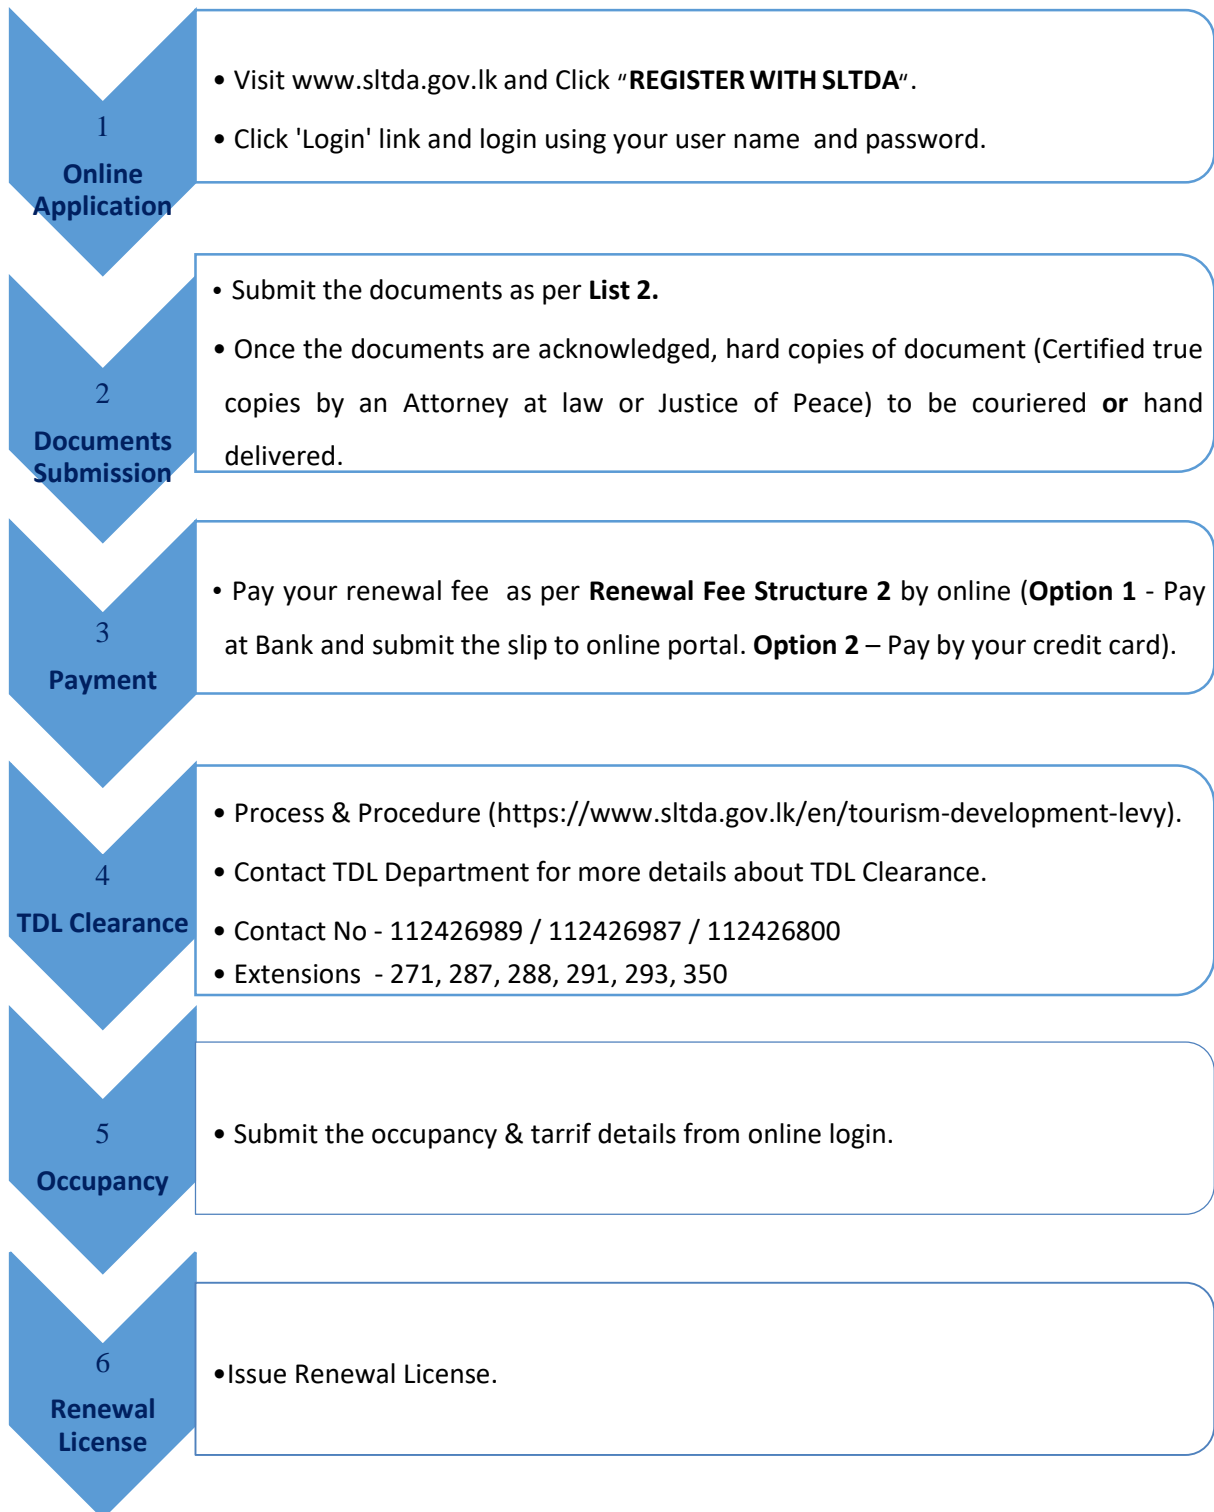 1
Online
Application
• Visit www.sltda.gov.lk and Click “REGISTER WITH SLTDA“.
• Click 'Login' link and login using your user name  and password.
2
Documents
Submission
• Submit the documents as per List 2.
• Once the documents are acknowledged, hard copies of document (Certified true
copies by an Attorney at law or Justice of Peace) to be couriered or hand
delivered.
3
Payment
• Pay your renewal fee  as per Renewal Fee Structure 2 by online (Option 1 - Pay
at Bank and submit the slip to online portal. Option 2 – Pay by your credit card).
4
TDL Clearance
• Process & Procedure (https://www.sltda.gov.lk/en/tourism-development-levy).
• Contact TDL Department for more details about TDL Clearance.
• Contact No - 112426989 / 112426987 / 112426800
• Extensions  - 271, 287, 288, 291, 293, 350
5
Occupancy
• Submit the occupancy & tarrif details from online login.
6
Renewal
License
•Issue Renewal License.